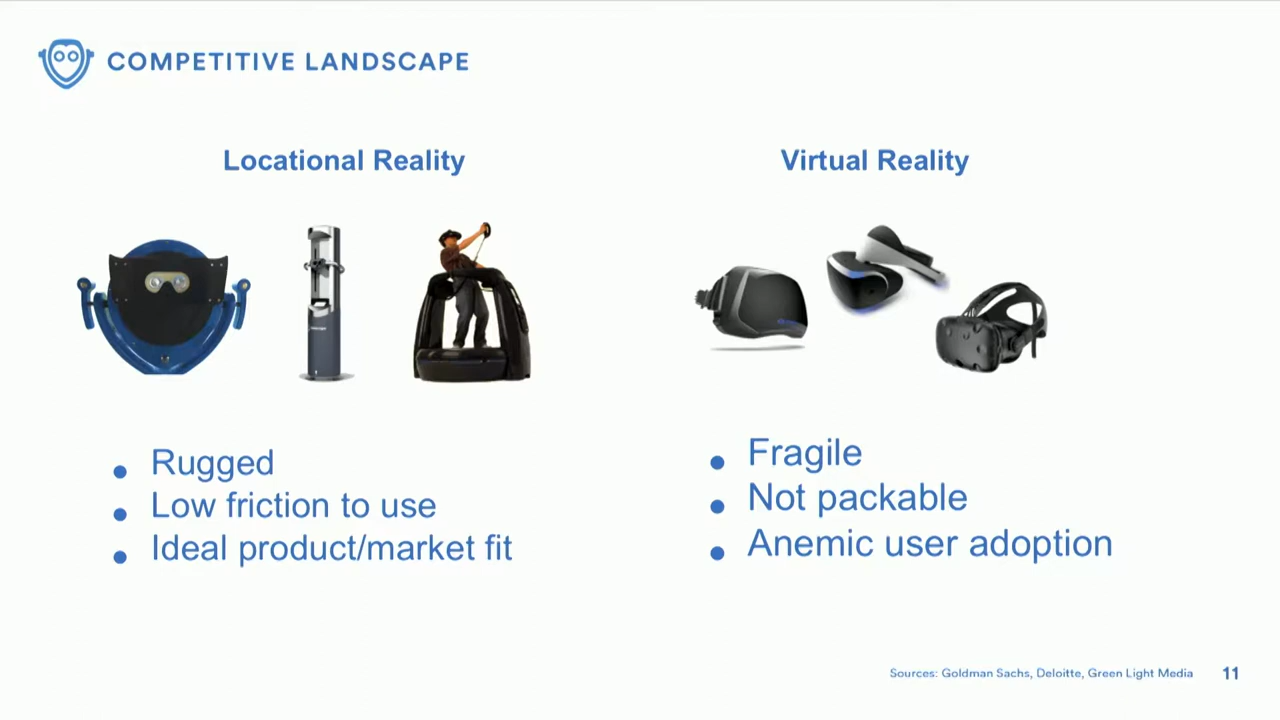 COMPETITIVE LANDSCAPE
Locational Reality
Virtual Reality
Rugged
Low friction to use
Ideal product/market fit
Fragile
Not packable
Anemic user adoption
Sources: Goldman Sachs, Deloitte, Green Light Media
11